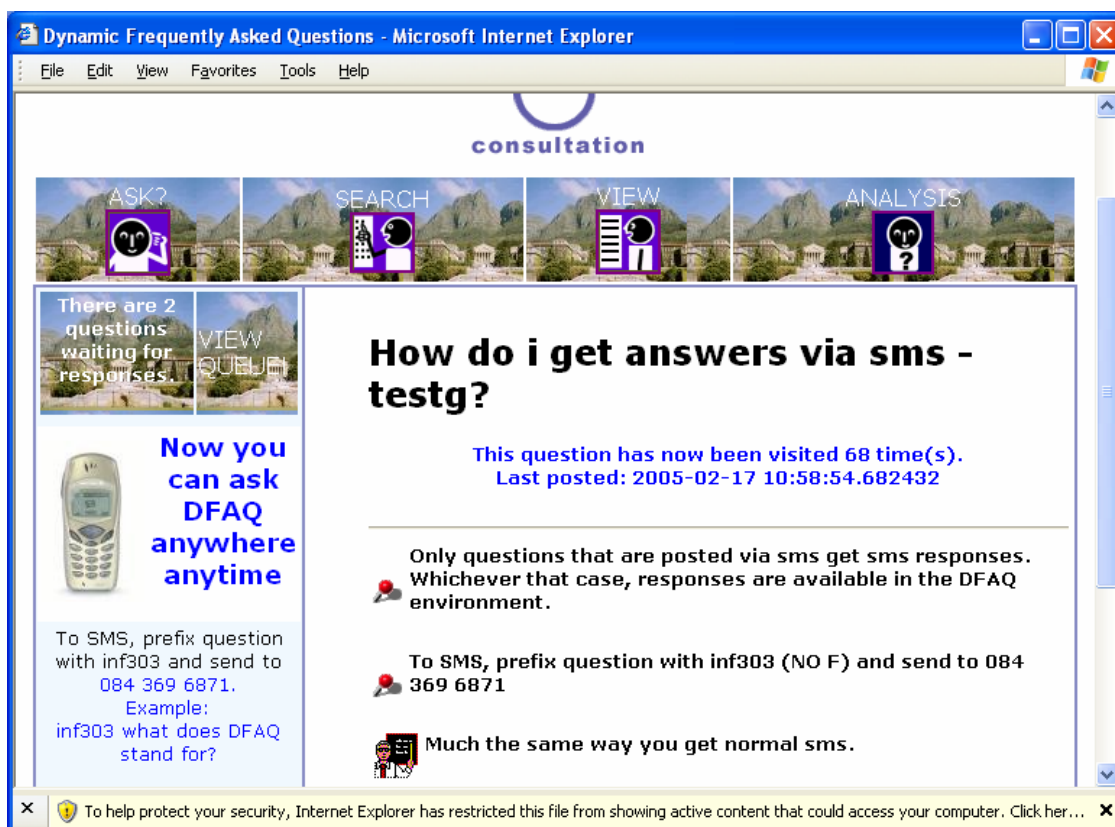 Dynamic Frequently Asked Questions - Microsoft Internet Explorer
File Edit View Favorites Tools Help
consultation
ASK? SEARCH VIEW ANALYSIS
There are 2
questions
waiting for
responses.
VIEW
QUEUE!
Now you
can ask
DFAQ
anywhere
anytime
To SMS, prefix question
with inf303 and send to
084 369 6871.
Example:
inf303 what does DFAQ
stand for?
How do i get answers via sms -
testg?
This question has now been visited 68 time(s).
Last posted: 2005-02-17 10:58:54.682432
Only questions that are posted via sms get sms responses.
Whichever that case, responses are available in the DFAQ
environment.
To SMS, prefix question with inf303 (NO F) and send to 084
369 6871
Much the same way you get normal sms.
To help protect your security, Internet Explorer has restricted this file from showing active content that could access your computer. Click her...